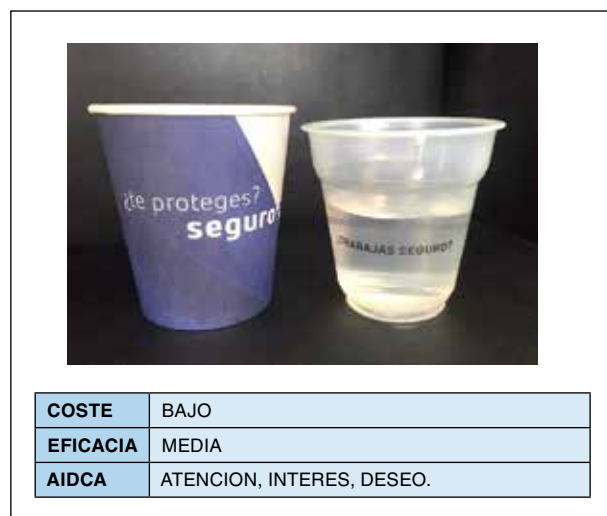 ¿te proteges?
seguro?
¿TRABAJAS SEGURO?
COSTE BAJO
EFICACIA MEDIA
AIDCA ATENCION, INTERES, DESEO.